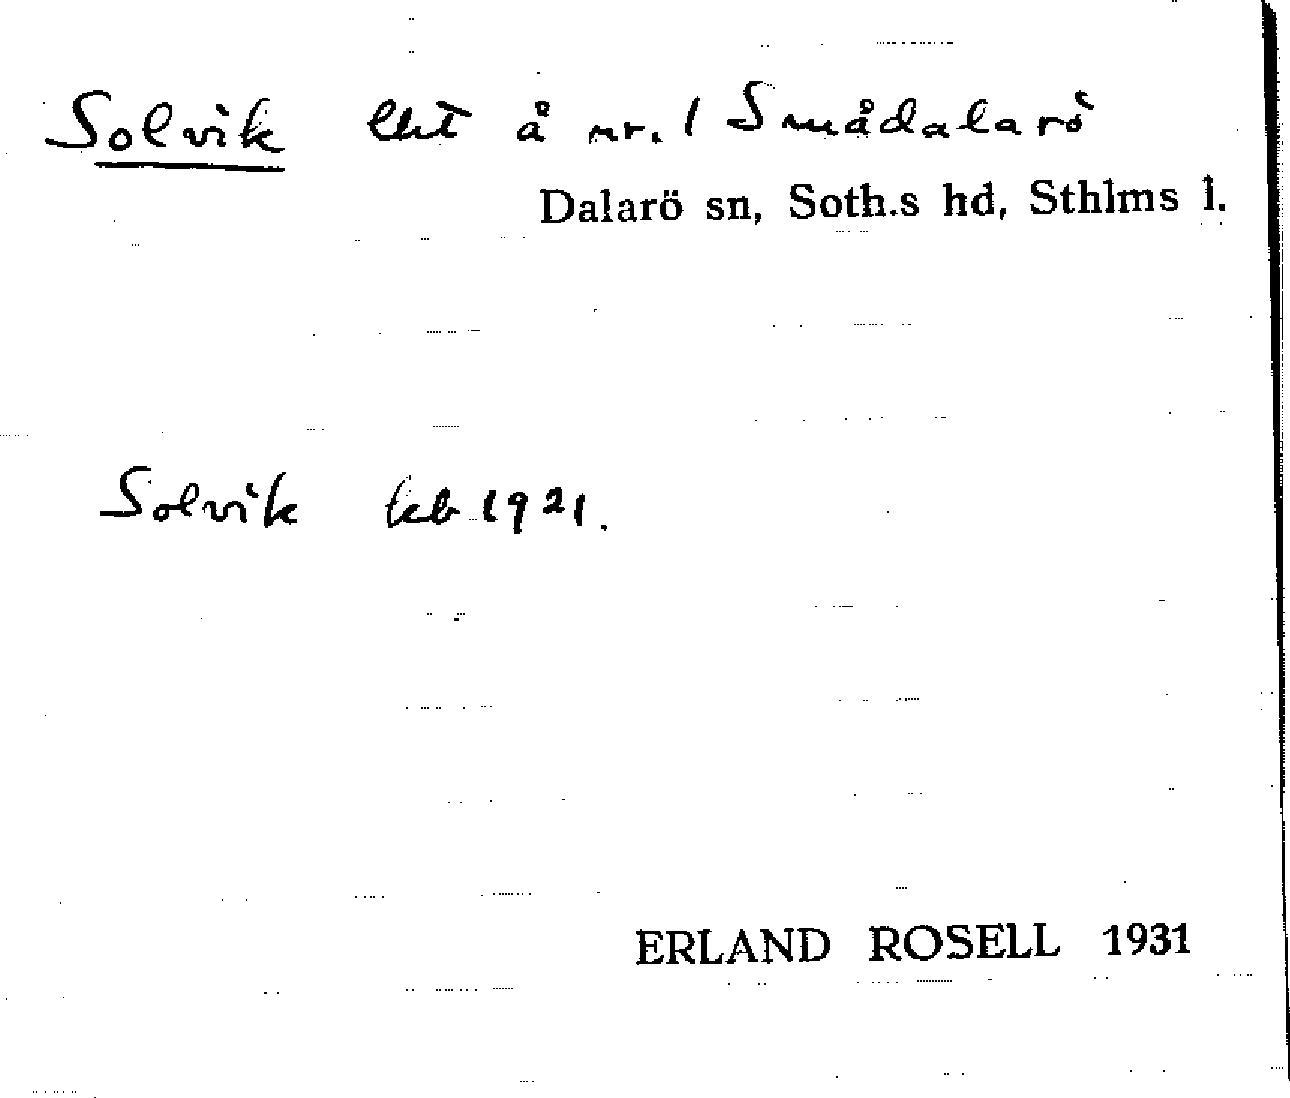 Solvik lht å nr. 1 Smådalarö
Dalarö sn, Soth.s hd, Sthlms l.
Solvik kb 1921.
ERLAND ROSELL 1931